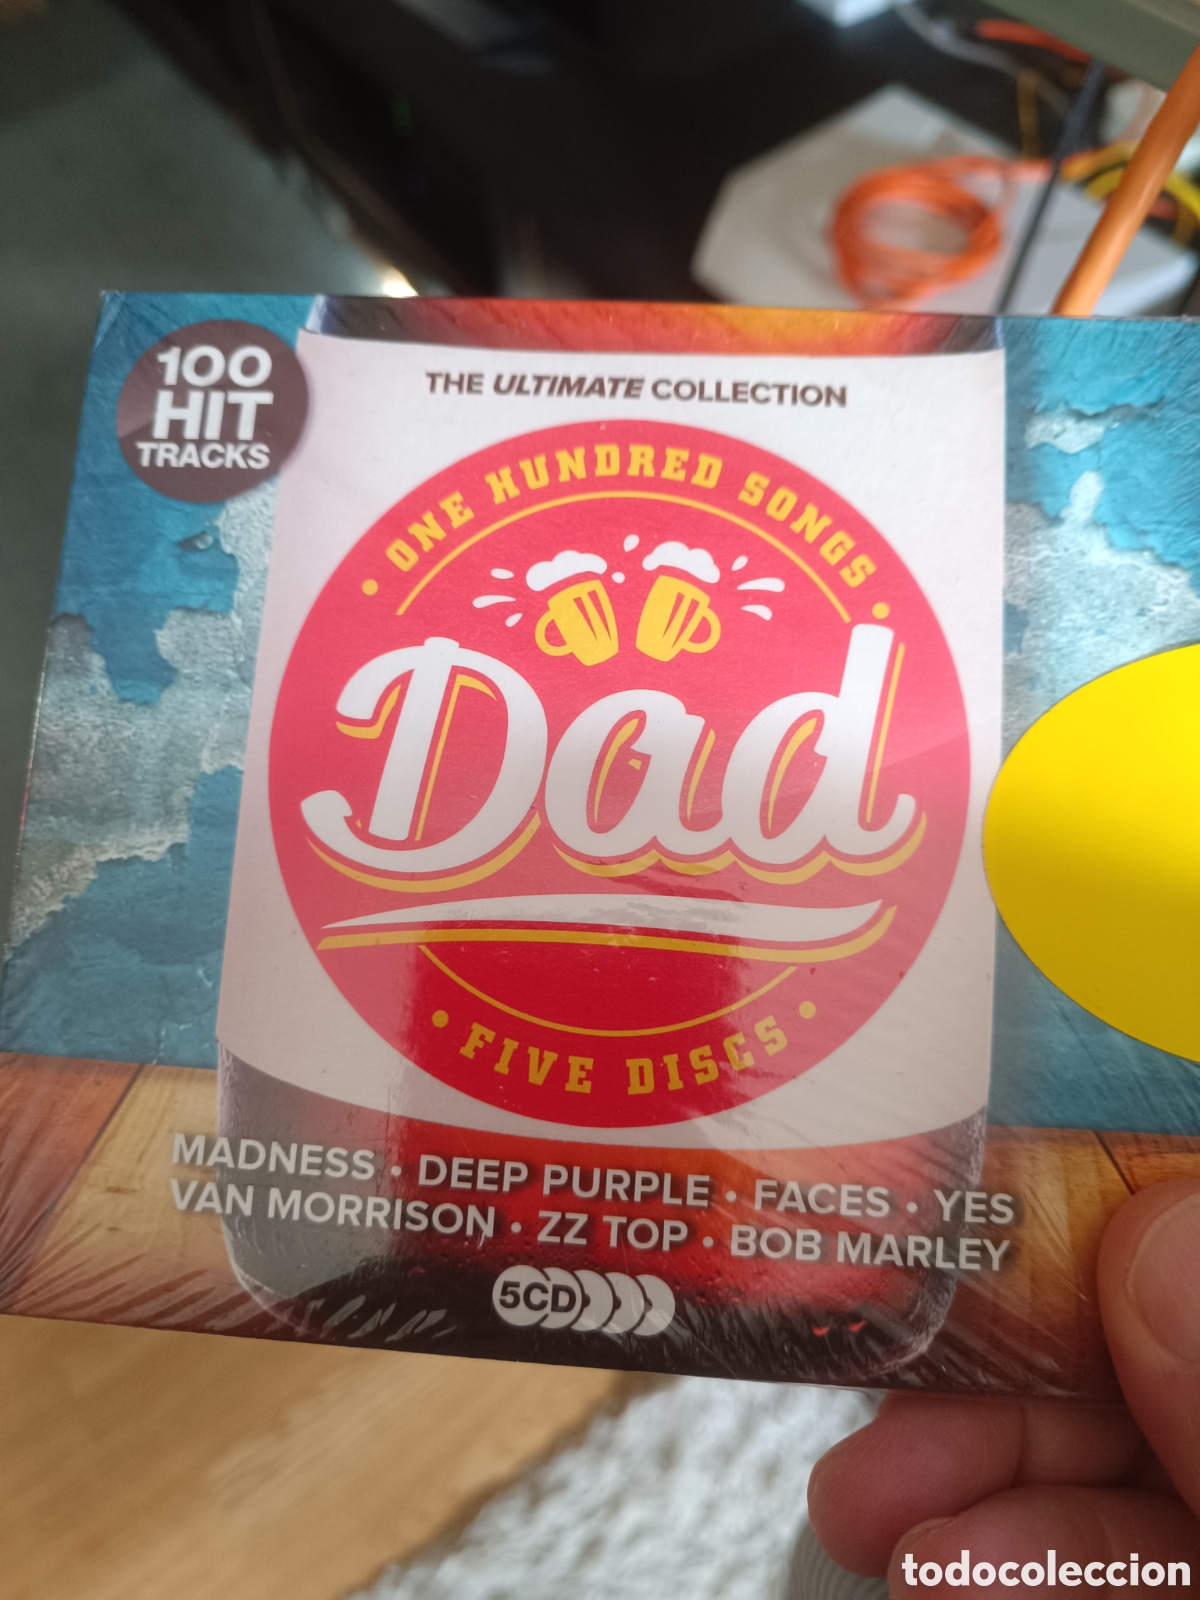 100
HIT
TRACKS
THE ULTIMATE COLLECTION
• ONE HUNDRED SONGS •
Dad
• FIVE DISCS •
MADNESS • DEEP PURPLE • FACES • YES
VAN MORRISON • ZZ TOP • BOB MARLEY
5CD
todocoleccion